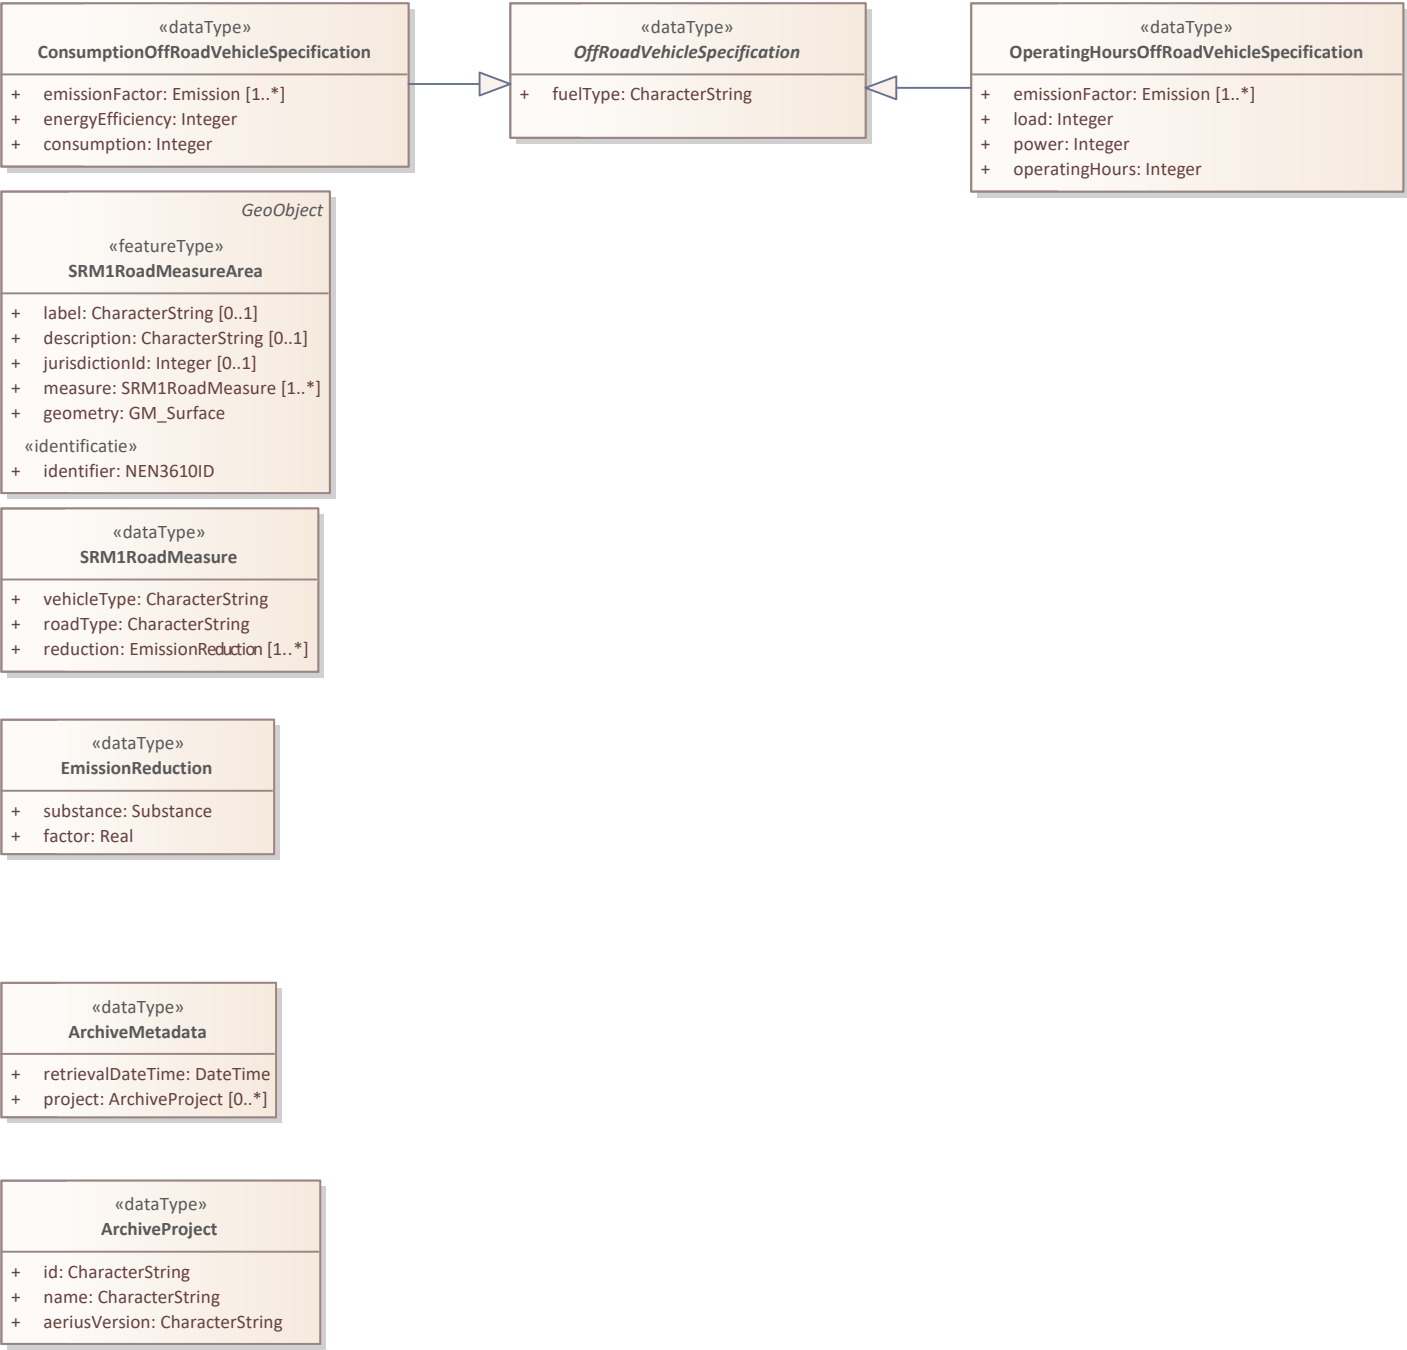 «dataType»
ConsumptionOffRoadVehicleSpecification
+ emissionFactor: Emission [1..*]
+ energyEfficiency: Integer
+ consumption: Integer
«dataType»
OffRoadVehicleSpecification
+ fuelType: CharacterString
«dataType»
OperatingHoursOffRoadVehicleSpecification
+ emissionFactor: Emission [1..*]
+ load: Integer
+ power: Integer
+ operatingHours: Integer
GeoObject
«featureType»
SRM1RoadMeasureArea
+ label: CharacterString [0..1]
+ description: CharacterString [0..1]
+ jurisdictionId: Integer [0..1]
+ measure: SRM1RoadMeasure [1..*]
+ geometry: GM_Surface
«identificatie»
+ identifier: NEN3610ID
«dataType»
SRM1RoadMeasure
+ vehicleType: CharacterString
+ roadType: CharacterString
+ reduction: EmissionReduction [1..*]
«dataType»
EmissionReduction
+ substance: Substance
+ factor: Real
«dataType»
ArchiveMetadata
+ retrievalDateTime: DateTime
+ project: ArchiveProject [0..*]
«dataType»
ArchiveProject
+ id: CharacterString
+ name: CharacterString
+ aeriusVersion: CharacterString